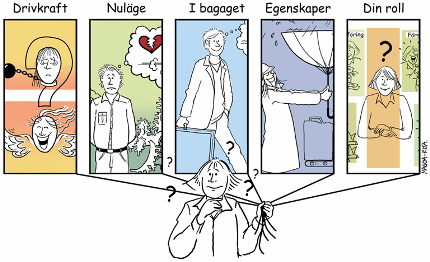 Drivkraft
Nuläge
I bagaget
Egenskaper
Din roll
?
?
?
?
?
?